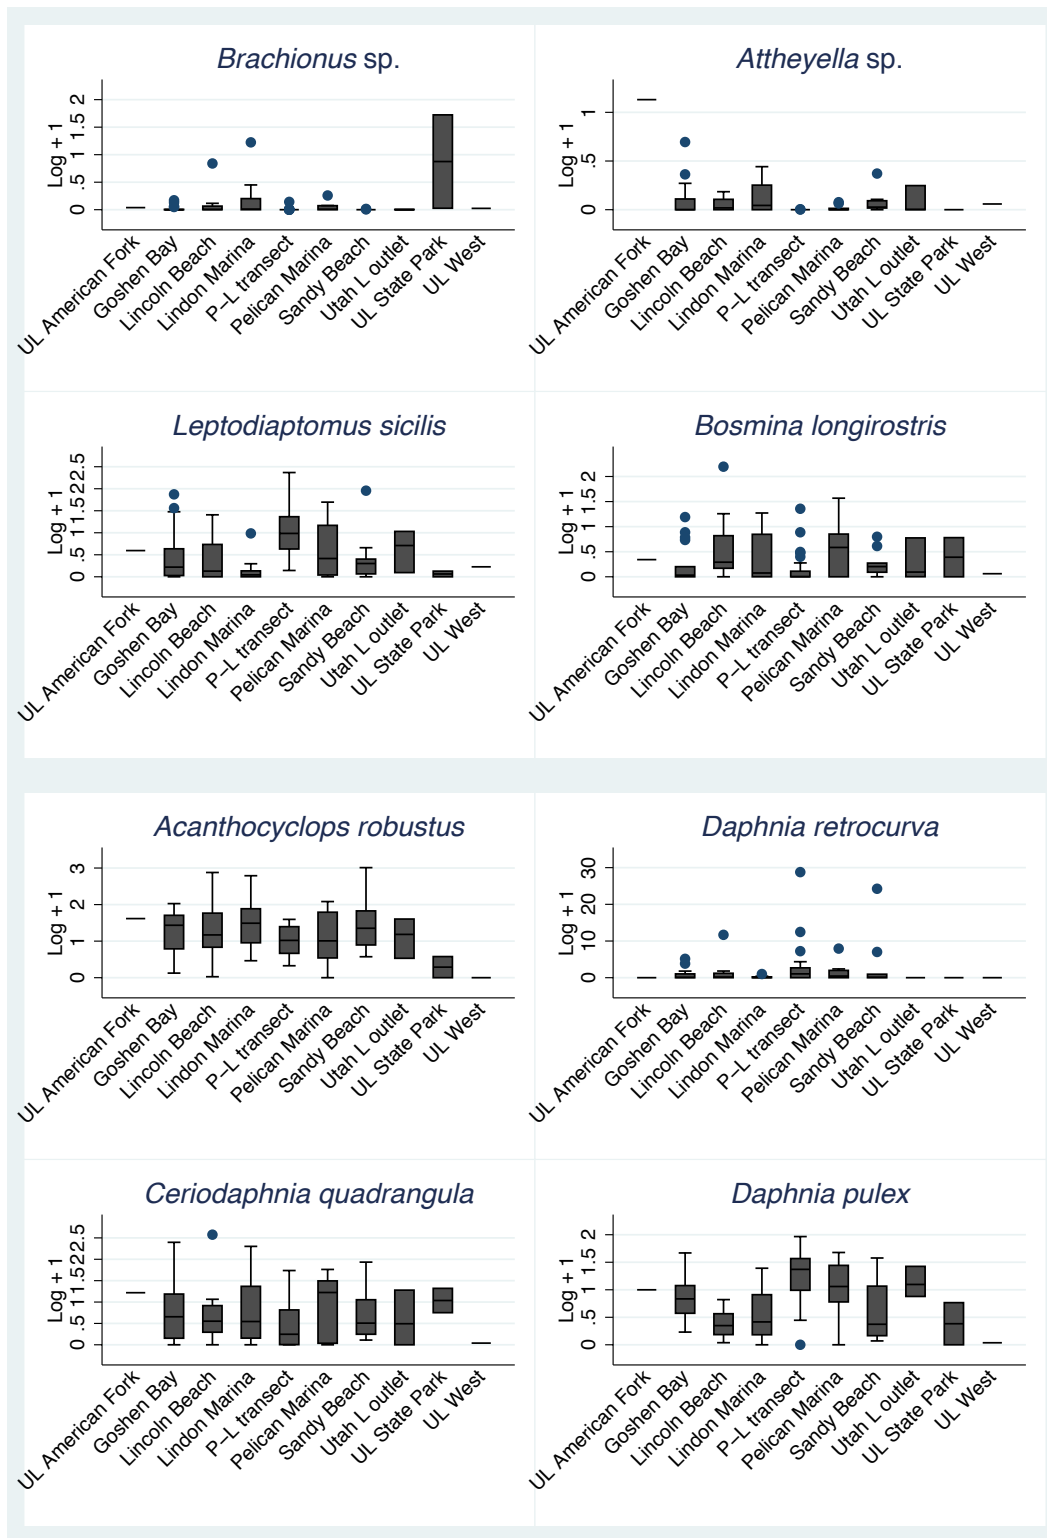 Brachionus sp.
Log + 1
0 .5 1 1.5 2
UL American Fork
Goshen Bay
Lincoln Beach
Lindon Marina
P-L transect
Pelican Marina
Sandy Beach
Utah L outlet
UL State Park
UL West
Attheyella sp.
Log + 1
0 .5 1
UL American Fork
Goshen Bay
Lincoln Beach
Lindon Marina
P-L transect
Pelican Marina
Sandy Beach
Utah L outlet
UL State Park
UL West
Leptodiaptomus sicilis
Log + 1
0 .5 1 1.5 2 2.5
UL American Fork
Goshen Bay
Lincoln Beach
Lindon Marina
P-L transect
Pelican Marina
Sandy Beach
Utah L outlet
UL State Park
UL West
Bosmina longirostris
Log + 1
0 .5 1 1.5 2
UL American Fork
Goshen Bay
Lincoln Beach
Lindon Marina
P-L transect
Pelican Marina
Sandy Beach
Utah L outlet
UL State Park
UL West
Acanthocyclops robustus
Log + 1
0 1 2 3
UL American Fork
Goshen Bay
Lincoln Beach
Lindon Marina
P-L transect
Pelican Marina
Sandy Beach
Utah L outlet
UL State Park
UL West
Daphnia retrocurva
Log + 1
0 10 20 30
UL American Fork
Goshen Bay
Lincoln Beach
Lindon Marina
P-L transect
Pelican Marina
Sandy Beach
Utah L outlet
UL State Park
UL West
Ceriodaphnia quadrangula
Log + 1
0 .5 1 1.5 2 2.5
UL American Fork
Goshen Bay
Lincoln Beach
Lindon Marina
P-L transect
Pelican Marina
Sandy Beach
Utah L outlet
UL State Park
UL West
Daphnia pulex
Log + 1
0 .5 1 1.5 2
UL American Fork
Goshen Bay
Lincoln Beach
Lindon Marina
P-L transect
Pelican Marina
Sandy Beach
Utah L outlet
UL State Park
UL West